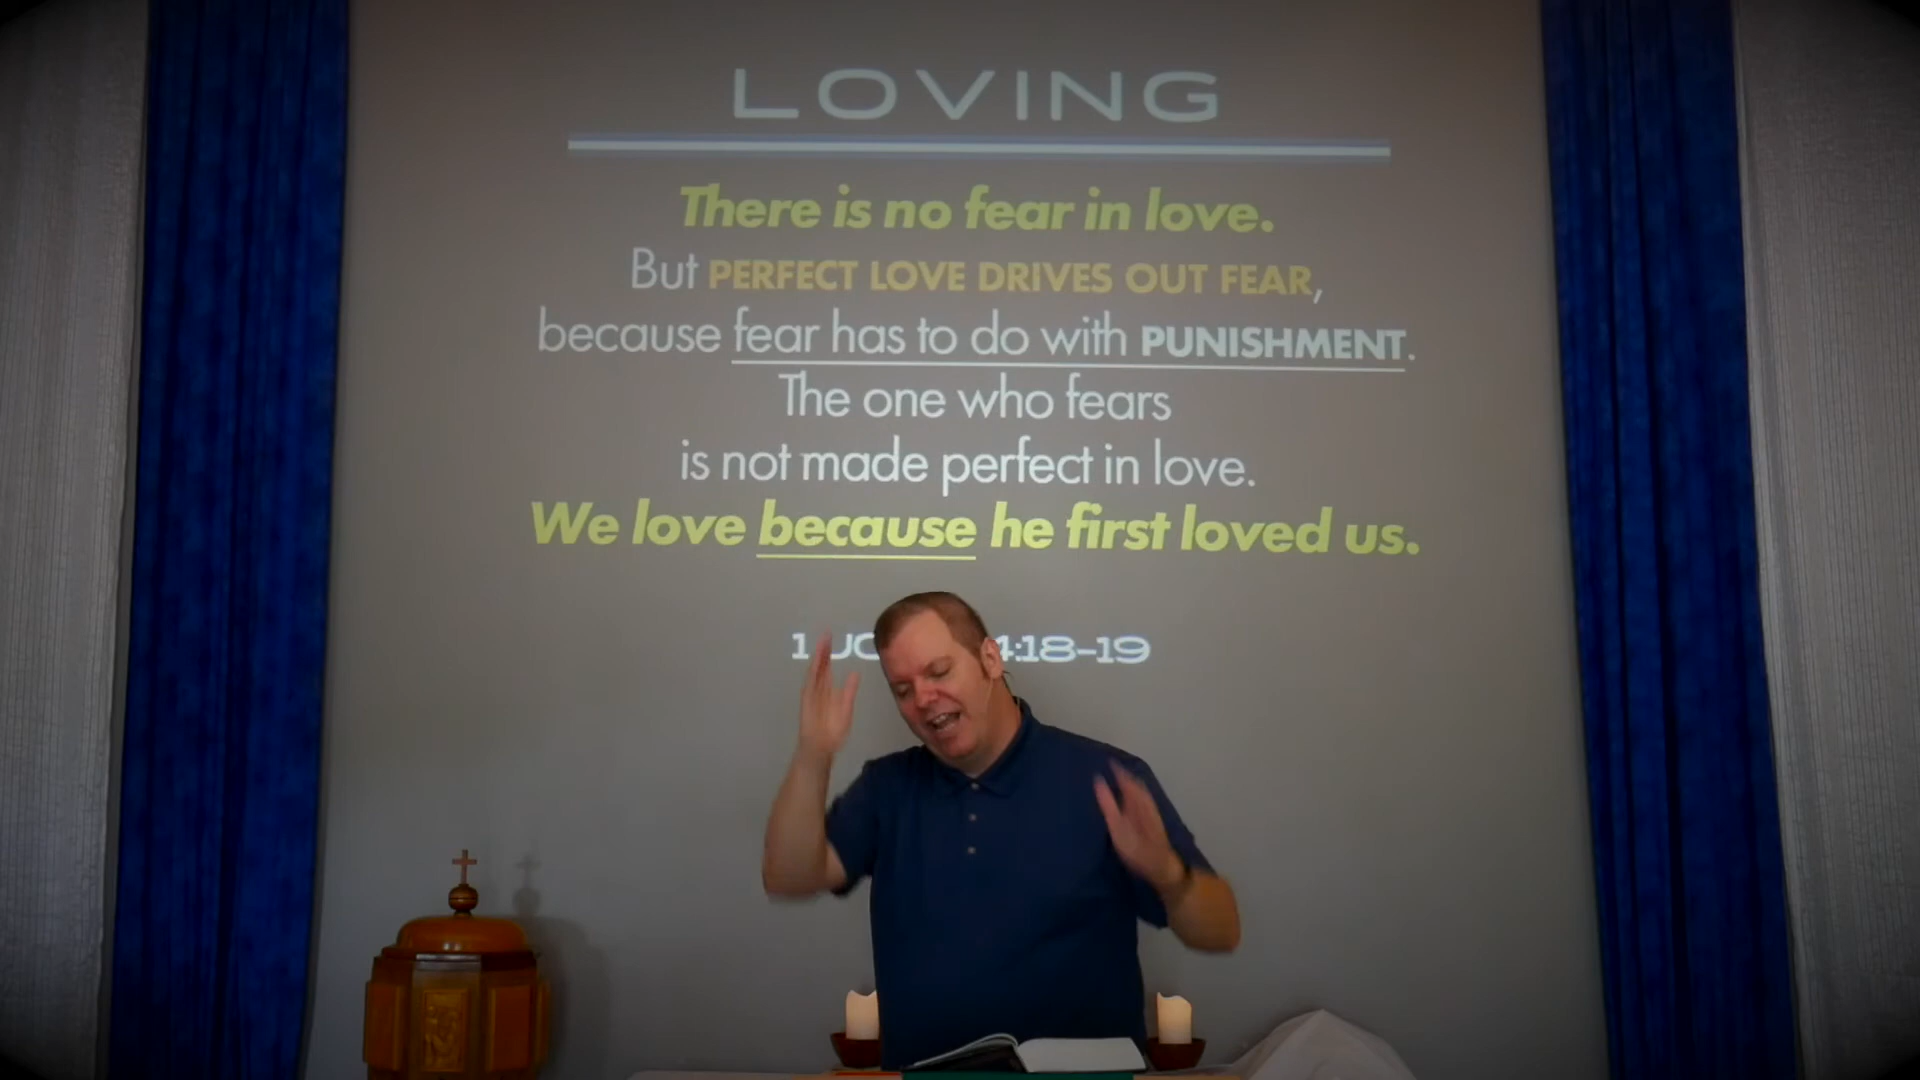 LOVING
There is no fear in love.
But PERFECT LOVE DRIVES OUT FEAR,
because fear has to do with PUNISHMENT.
The one who fears
is not made perfect in love.
We love because he first loved us.
1 4:18-19